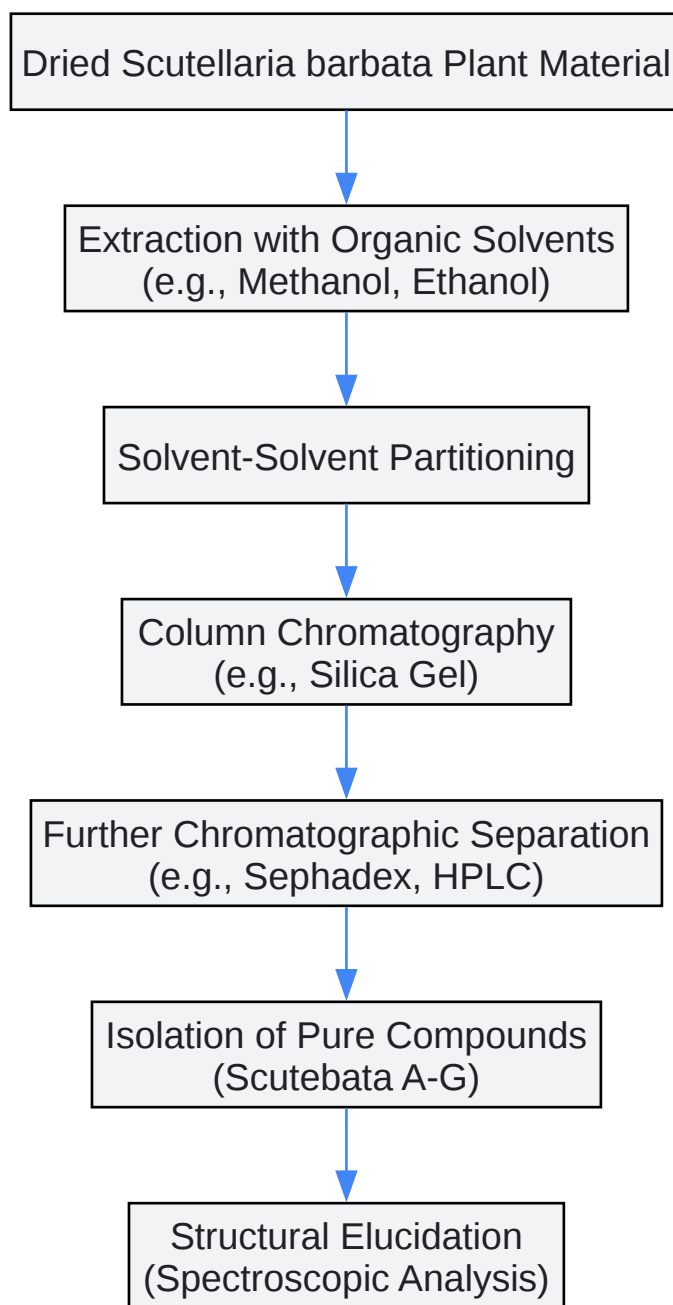 Dried Scutellaria barbata Plant Material
Extraction with Organic Solvents
(e.g., Methanol, Ethanol)
Solvent-Solvent Partitioning
Column Chromatography
(e.g., Silica Gel)
Further Chromatographic Separation
(e.g., Sephadex, HPLC)
Isolation of Pure Compounds
(Scutebata A-G)
Structural Elucidation
(Spectroscopic Analysis)